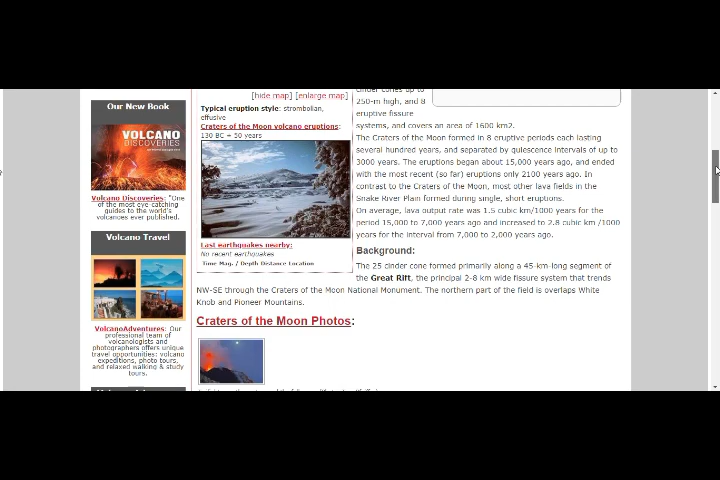 Our New Book
VOLCANO
DISCOVERIES
Volcano Discoveries: "One
of the most eye-catching
guides to the world's
volcanoes ever published.
Volcano Travel
VolcanoAdventures: Our
professional team of
volcanologists and
photographers offers unique
travel opportunities: volcano
expeditions, photo tours,
and relaxed walking & study
tours.
[hide map] [enlarge map]
Typical eruption style: strombolian,
effusive
Craters of the Moon volcano eruptions:
130 BC + 50 years
Last earthquakes nearby:
No recent earthquakes
Time Mag. / Depth Distance Location
cinder cones up to
250-m high, and 8
eruptive fissure
systems, and covers an area of 1600 km2.
The Craters of the Moon formed in 8 eruptive periods each lasting
several hundred years, and separated by quiescence intervals of up to
3000 years. The eruptions began about 15,000 years ago, and ended
with the most recent (so far) eruptions only 2100 years ago. In
contrast to the Craters of the Moon, most other lava fields in the
Snake River Plain formed during single, short eruptions.
On average, lava output rate was 1.5 cubic km/1000 years for the
period 15,000 to 7,000 years ago and increased to 2.8 cubic km /1000
years for the interval from 7,000 to 2,000 years ago.
Background:
The 25 cinder cone formed primarily along a 45-km-long segment of
the Great Rift, the principal 2-8 km wide fissure system that trends
NW-SE through the Craters of the Moon National Monument. The northern part of the field is overlaps White
Knob and Pioneer Mountains.
Craters of the Moon Photos: